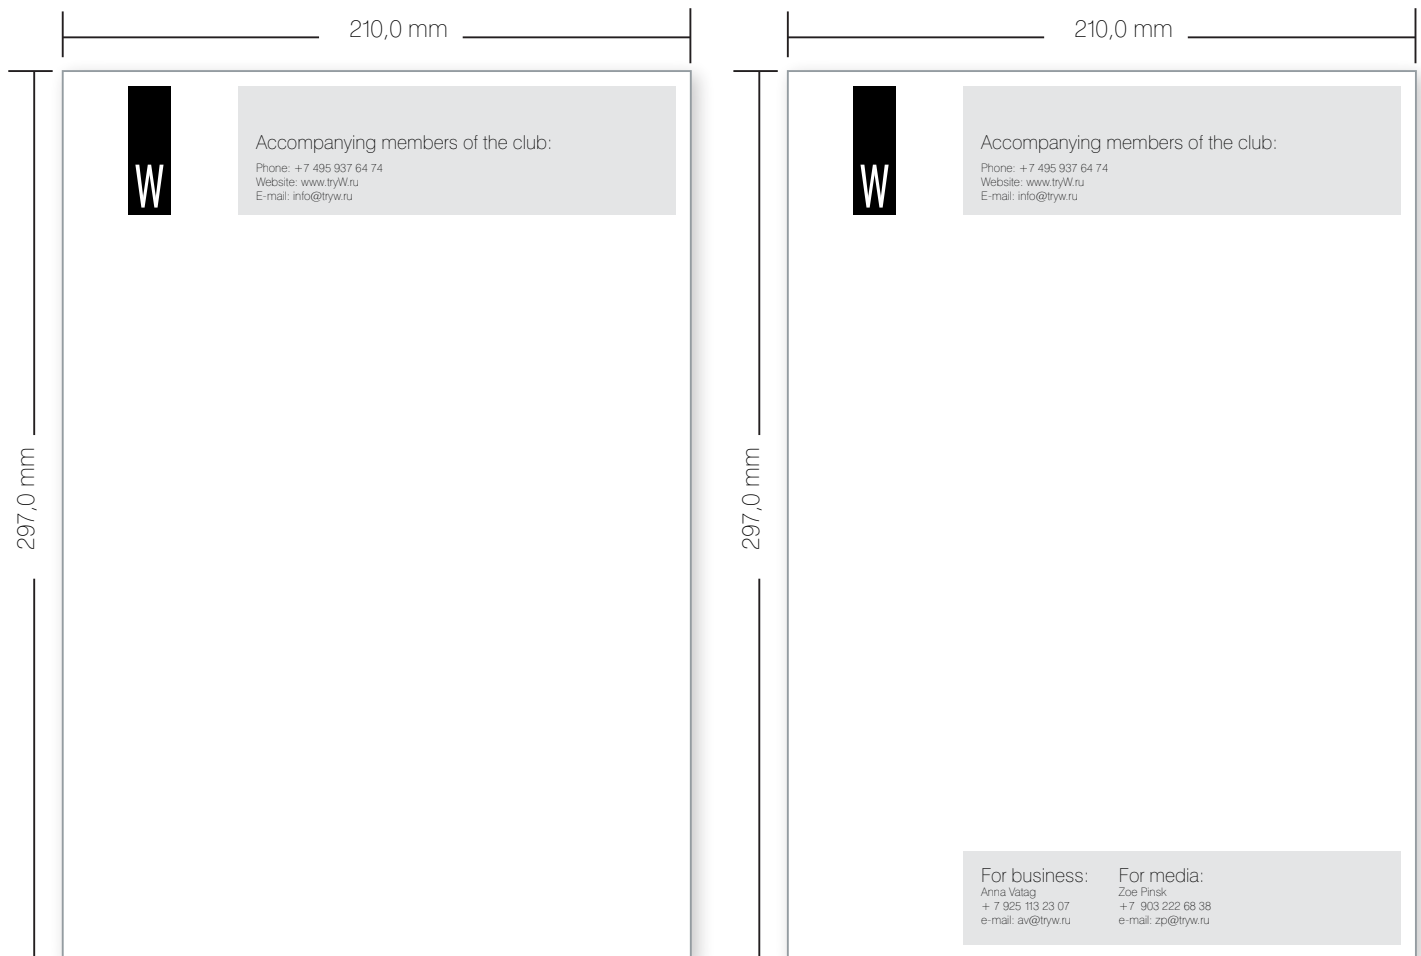 210,0 mm
297,0 mm
W
Accompanying members of the club:
Phone: +7 495 937 64 74
Website: www.tryW.ru
E-mail: info@tryw.ru
210,0 mm
297,0 mm
W
Accompanying members of the club:
Phone: +7 495 937 64 74
Website: www.tryW.ru
E-mail: info@tryw.ru
For business:
Anna Vatag
+ 7 925 113 23 07
e-mail: av@tryw.ru
For media:
Zoe Pinsk
+7 903 222 68 38
e-mail: zp@tryw.ru